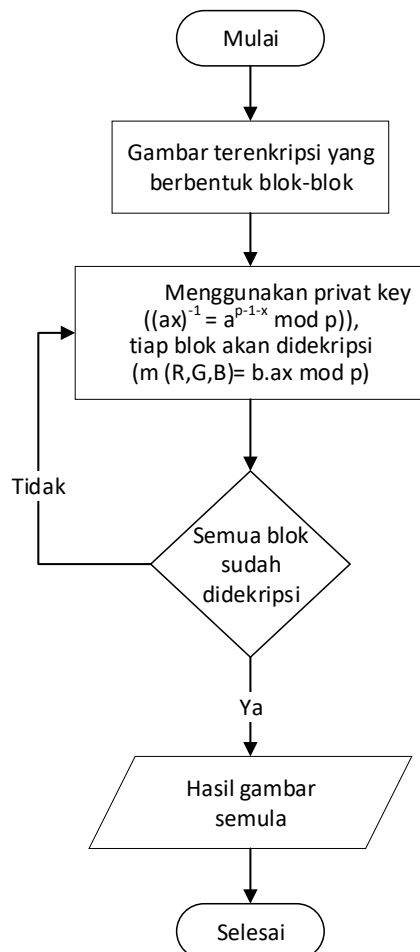 Mulai
Gambar terenkripsi yang
berbentuk blok-blok
Menggunakan privat key
((ax)⁻¹ = aᵖ⁻¹⁻ˣ mod p)),
tiap blok akan didekripsi
(m (R,G,B)= b.ax mod p)
Tidak
Semua blok
sudah
didekripsi
Ya
Hasil gambar
semula
Selesai